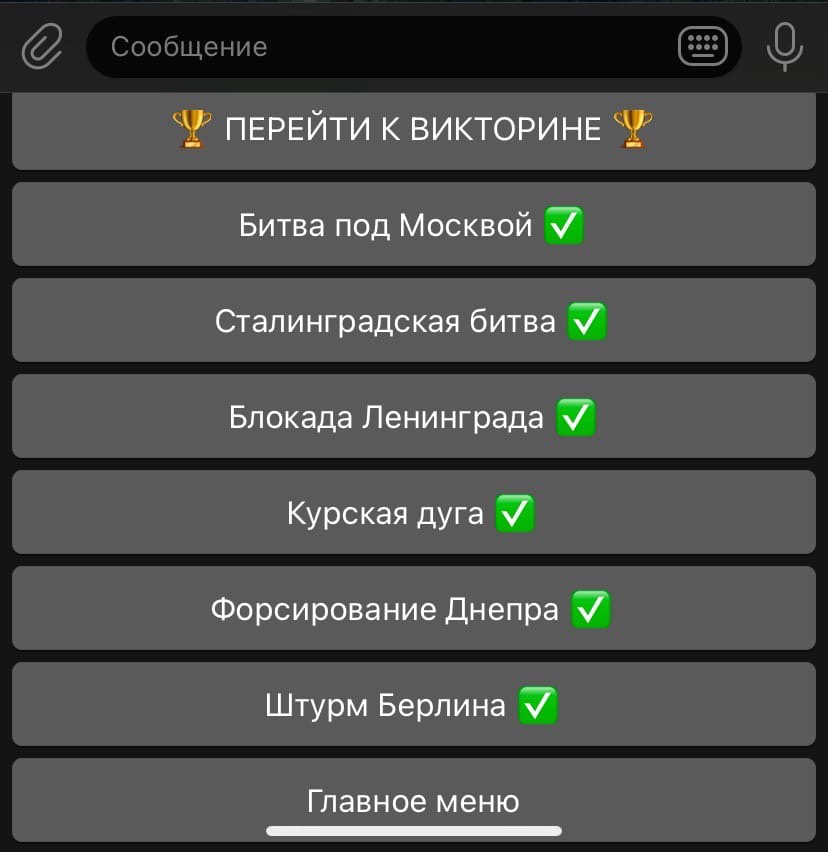 Сообщение
🏆 ПЕРЕЙТИ К ВИКТОРИНЕ 🏆
Битва под Москвой ✅
Сталинградская битва ✅
Блокада Ленинграда ✅
Курская дуга ✅
Форсирование Днепра ✅
Штурм Берлина ✅
Главное меню